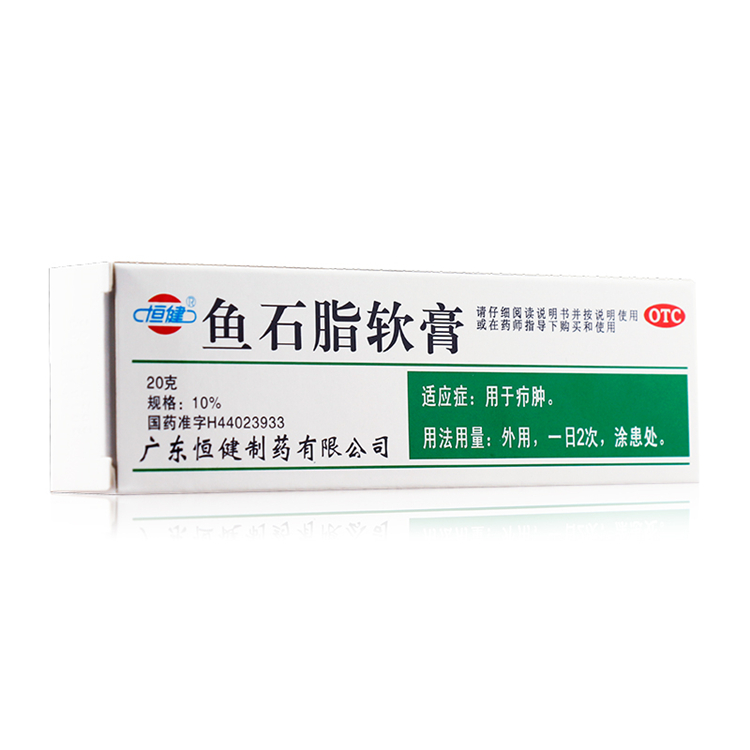 恒健®
鱼石脂软膏
请仔细阅读说明书并按说明使用
或在药师指导下购买和使用
OTC
20克
规格：10%
国药准字H44023933
广东恒健制药有限公司
适应症：用于疖肿。
用法用量：外用，一日2次，涂患处。